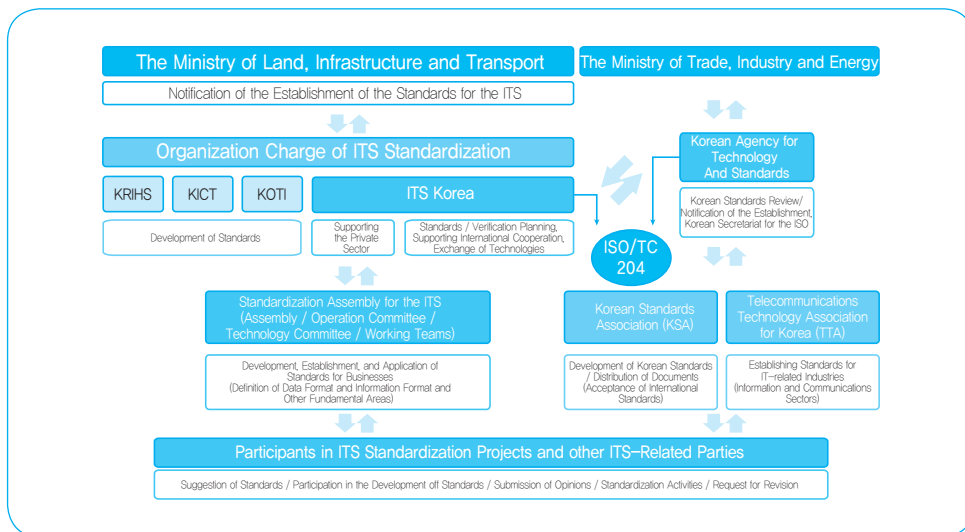 The Ministry of Land, Infrastructure and Transport
Notification of the Establishment of the Standards for the ITS
The Ministry of Trade, Industry and Energy
Organization Charge of ITS Standardization
KRIHS
KICT
KOTI
ITS Korea
Development of Standards
Supporting
the Private
Sector
Standards / Verification Planning,
Supporting International Cooperation,
Exchange of Technologies
Korean Agency for
Technology
And Standards
Korean Standards Review/
Notification of the Establishment,
Korean Secretariat for the ISO
ISO/TC
204
Standardization Assembly for the ITS
(Assembly / Operation Committee /
Technology Committee / Working Teams)
Development, Establishment, and Application of
Standards for Businesses
(Definition of Data Format and Information Format and
Other Fundamental Areas)
Korean Standards
Association (KSA)
Development of Korean Standards
/ Distribution of Documents
(Acceptance of International
Standards)
Telecommunications
Technology Association
for Korea (TTA)
Establishing Standards for
IT-related Industries
(Information and Communications
Sectors)
Participants in ITS Standardization Projects and other ITS-Related Parties
Suggestion of Standards / Participation in the Development off Standards / Submission of Opinions / Standardization Activities / Request for Revision